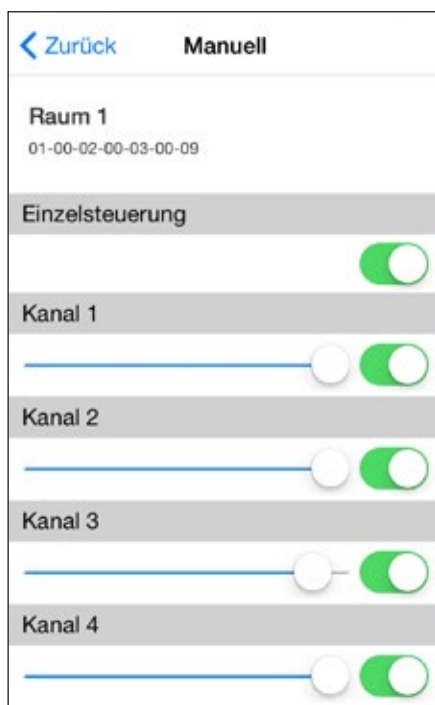 Zurück Manuell
Raum 1
01-00-02-00-03-00-09
Einzelsteuerung
Kanal 1
Kanal 2
Kanal 3
Kanal 4